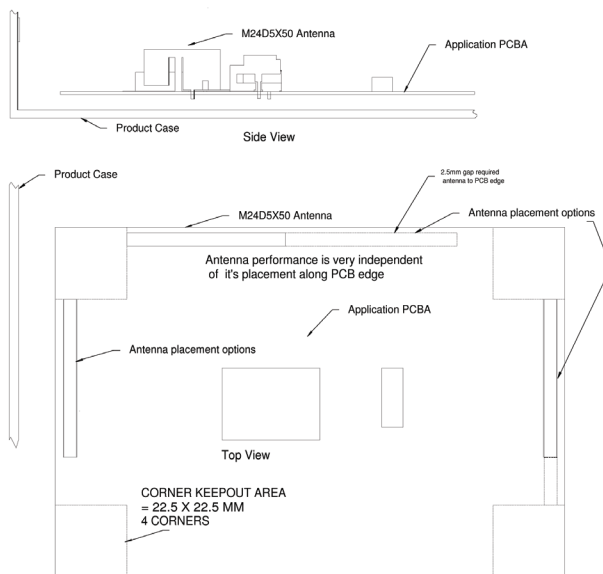 M24D5X50 Antenna
Application PCBA
Product Case
Side View
Product Case
2.5mm gap required
antenna to PCB edge
M24D5X50 Antenna
Antenna placement options
Antenna performance is very independent
of it's placement along PCB edge
Application PCBA
Antenna placement options
Top View
CORNER KEEPOUT AREA
= 22.5 X 22.5 MM
4 CORNERS